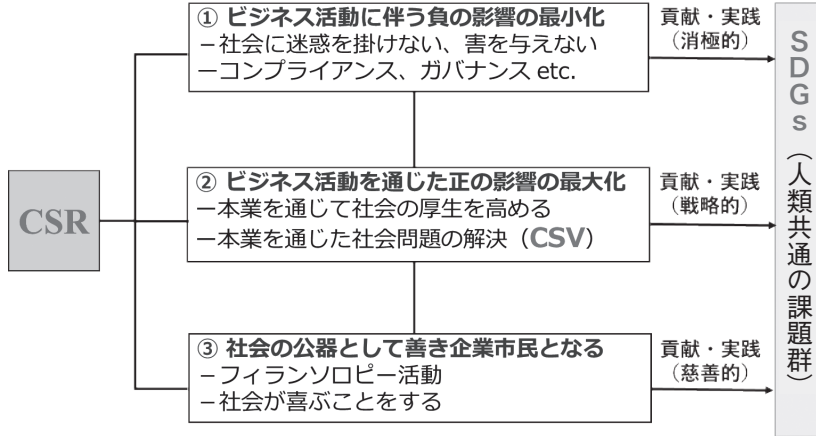 CSR
① ビジネス活動に伴う負の影響の最小化
－社会に迷惑を掛けない、害を与えない
ーコンプライアンス、ガバナンス etc.
貢献・実践
（消極的）
② ビジネス活動を通じた正の影響の最大化
ー本業を通じて社会の厚生を高める
－本業を通じた社会問題の解決（CSV）
貢献・実践
（戦略的）
③ 社会の公器として善き企業市民となる
－フィランソロピー活動
－社会が喜ぶことをする
貢献・実践
（慈善的）
SDGs（人類共通の課題群）